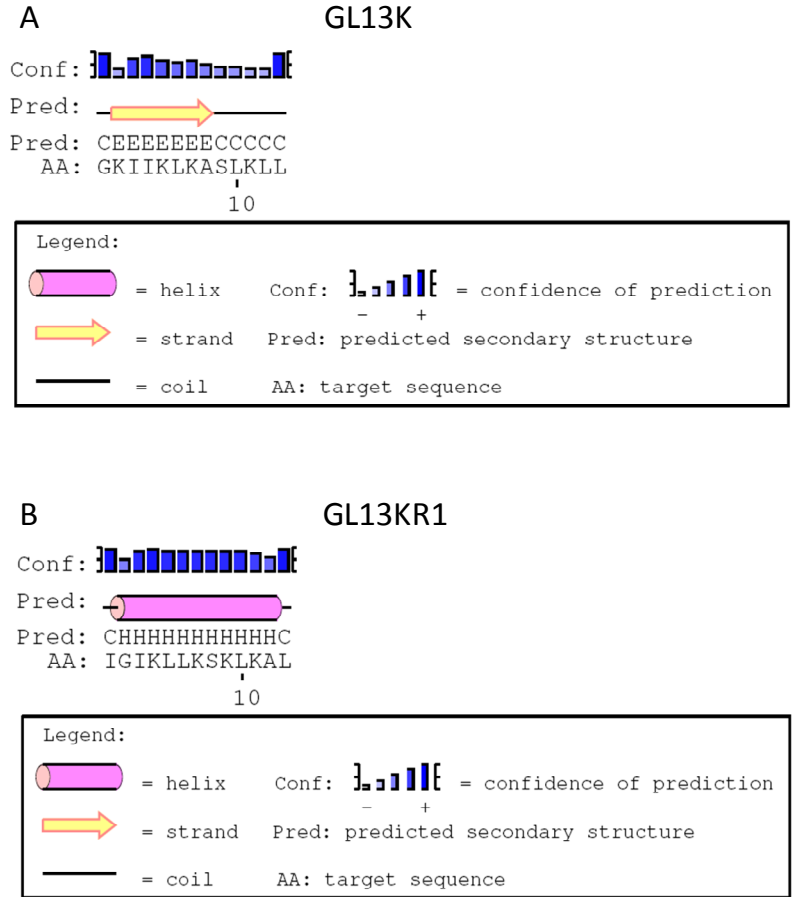 A GL13K
Conf:
Pred:
Pred: CEEEEEEECCCCC
AA: GKIIKLKASLKLL
10
Legend:
= helix Conf: = confidence of prediction
- +
= strand Pred: predicted secondary structure
= coil AA: target sequence
B GL13KR1
Conf:
Pred:
Pred: CHHHHHHHHHHHC
AA: IGIKLLKSKLKAL
10
Legend:
= helix Conf: = confidence of prediction
- +
= strand Pred: predicted secondary structure
= coil AA: target sequence